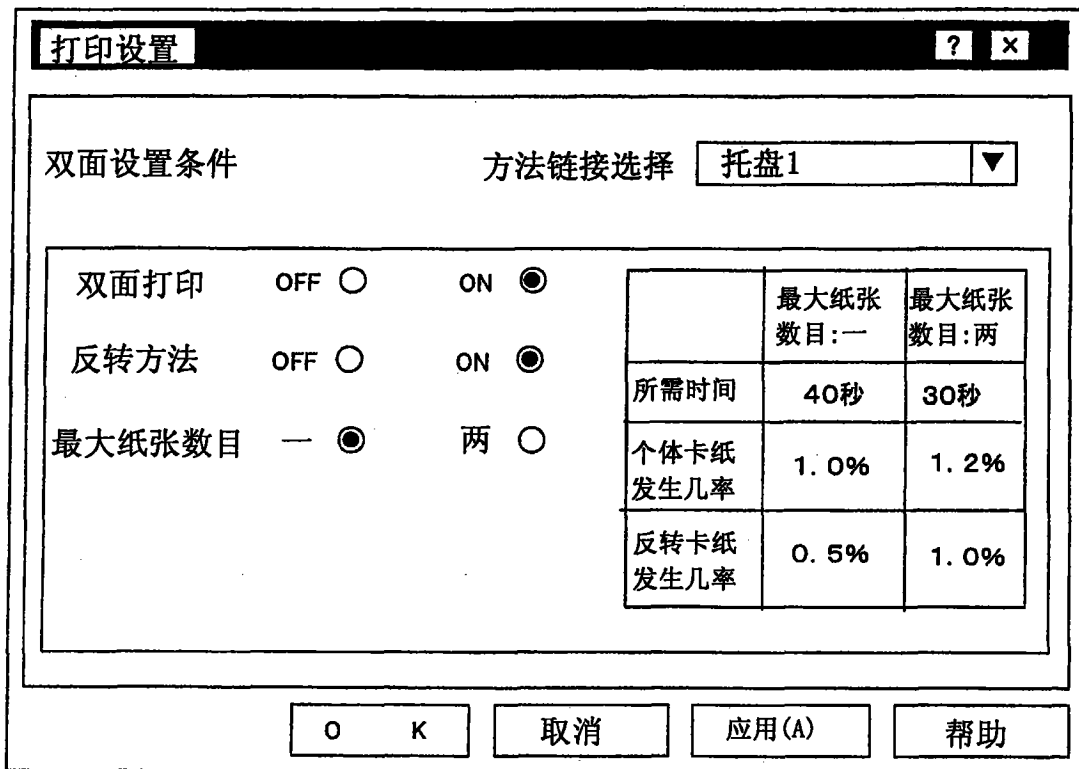 打印设置 ? ×
双面设置条件 方法链接选择 托盘1 ▼
双面打印 OFF ON
反转方法 OFF ON
最大纸张数目 一 两
最大纸张
数目:一
最大纸张
数目:两
所需时间 40秒 30秒
个体卡纸
发生几率
1.0% 1.2%
反转卡纸
发生几率
0.5% 1.0%
OK 取消 应用(A) 帮助